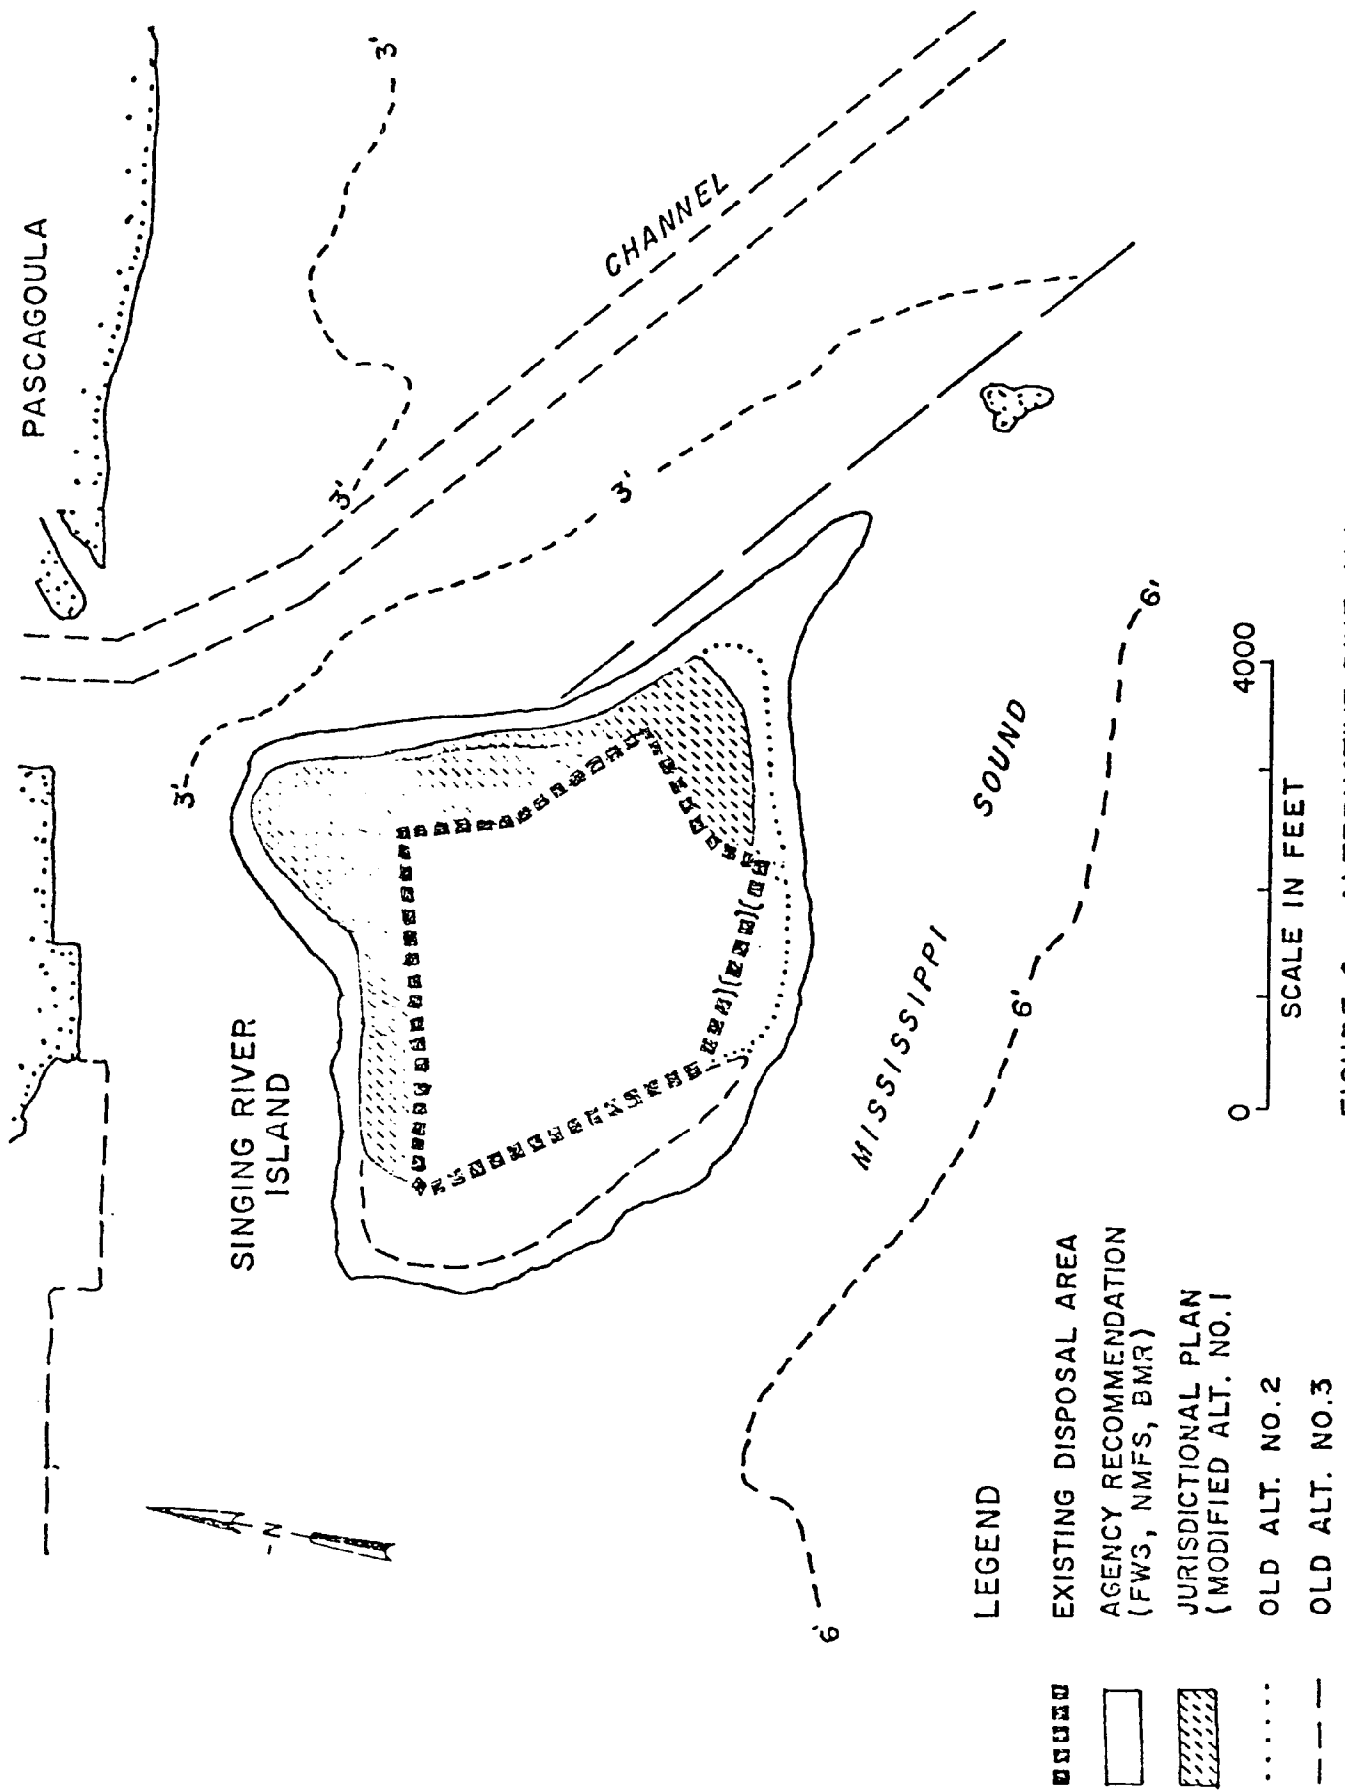 PASCAGOULA
3'
CHANNEL
3'
3'
3'
SINGING RIVER
ISLAND
MISSISSIPPI SOUND
6'
6'
6'
N
0
4000
SCALE IN FEET
LEGEND
EXISTING DISPOSAL AREA
AGENCY RECOMMENDATION
(FWS, NMFS, BMR)
JURISDICTIONAL PLAN
(MODIFIED ALT. NO. 1
OLD ALT. NO. 2
OLD ALT. NO. 3